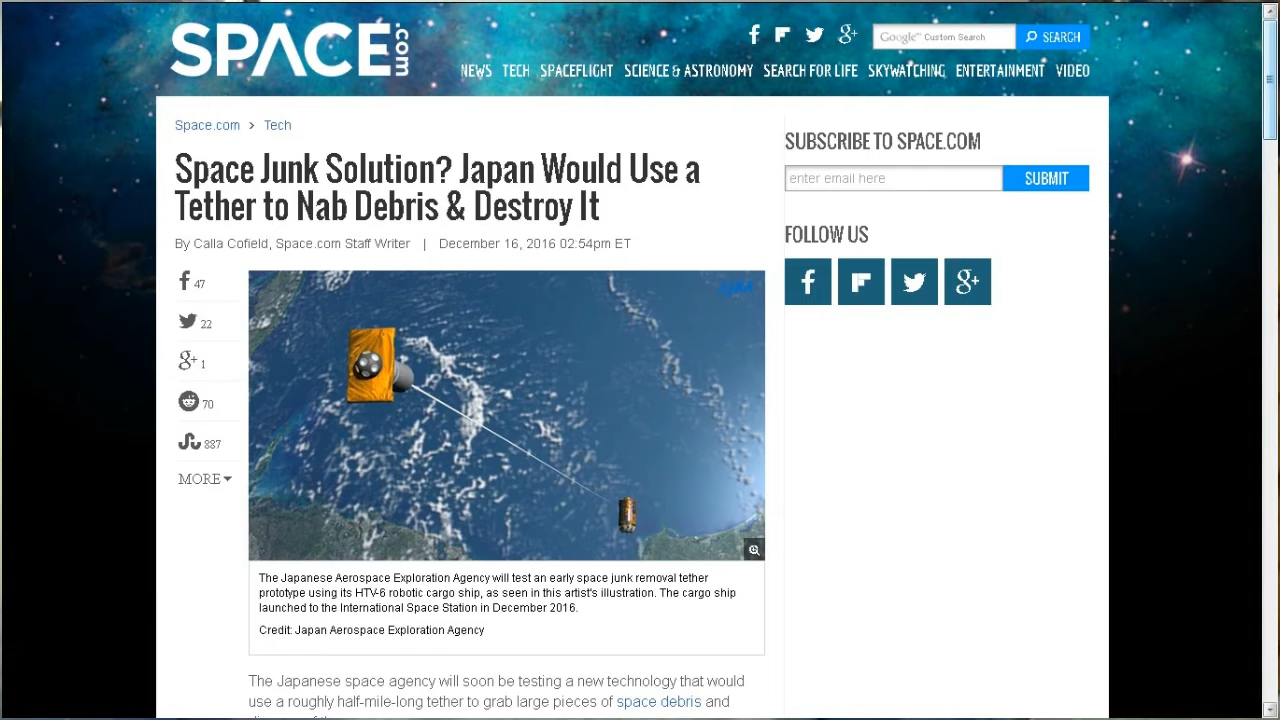 SPACE.com
Google™ Custom Search
SEARCH
NEWS TECH SPACEFLIGHT SCIENCE & ASTRONOMY SEARCH FOR LIFE SKYWATCHING ENTERTAINMENT VIDEO
Space.com > Tech
Space Junk Solution? Japan Would Use a
Tether to Nab Debris & Destroy It
By Calla Cofield, Space.com Staff Writer | December 16, 2016 02:54pm ET
47
22
g+ 1
70
887
MORE
The Japanese Aerospace Exploration Agency will test an early space junk removal tether
prototype using its HTV-6 robotic cargo ship, as seen in this artist's illustration. The cargo ship
launched to the International Space Station in December 2016.
Credit: Japan Aerospace Exploration Agency
The Japanese space agency will soon be testing a new technology that would
use a roughly half-mile-long tether to grab large pieces of space debris and
SUBSCRIBE TO SPACE.COM
enter email here
SUBMIT
FOLLOW US